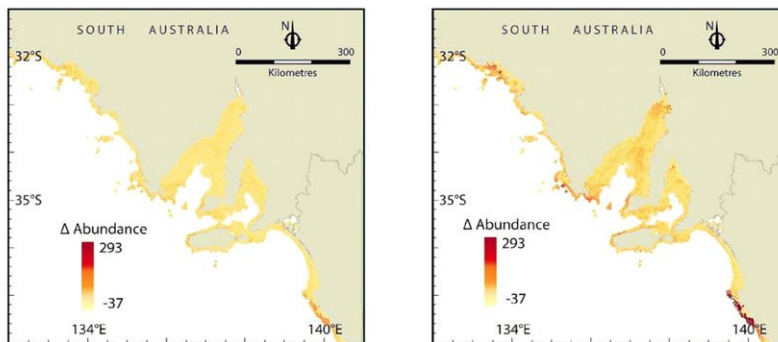 SOUTH AUSTRALIA
N
32°S
0 300
Kilometres
35°S
Δ Abundance
293
-37
134°E
140°E
SOUTH AUSTRALIA
N
32°S
0 300
Kilometres
35°S
Δ Abundance
293
-37
134°E
140°E